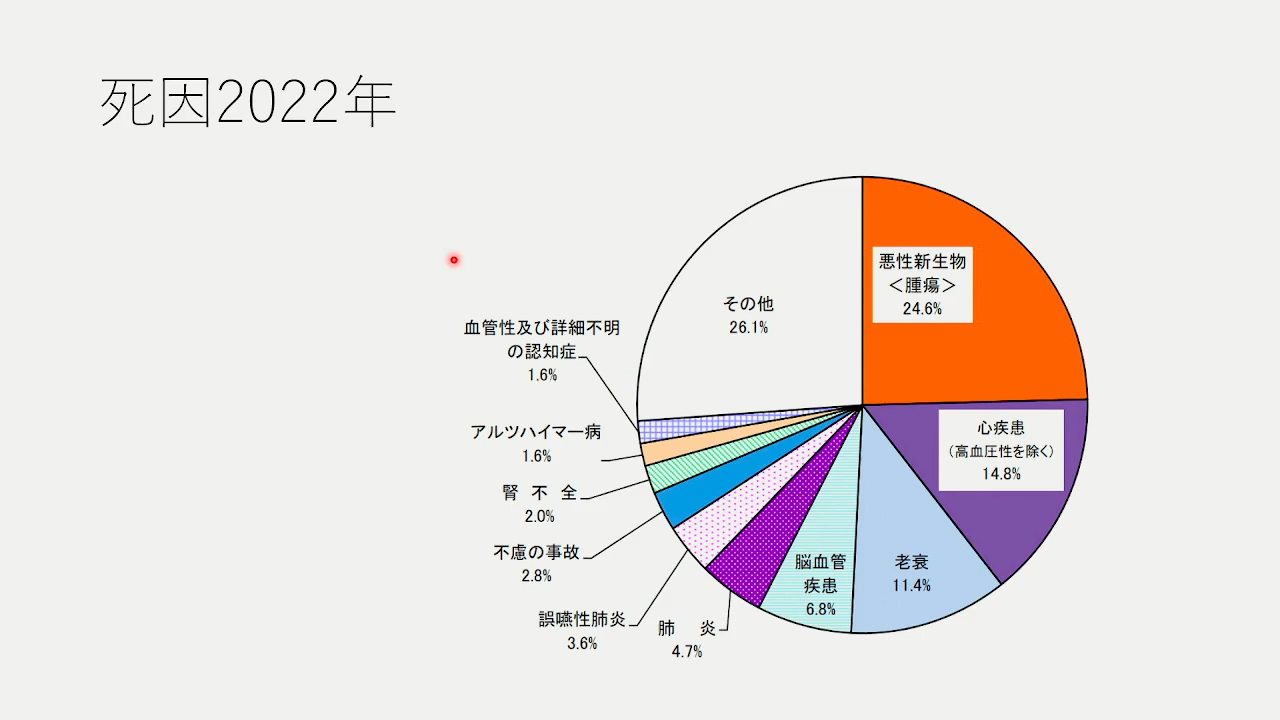 死因2022年
悪性新生物
＜腫瘍＞
24.6%
心疾患
（高血圧性を除く）
14.8%
老衰
11.4%
脳血管
疾患
6.8%
肺　炎
4.7%
誤嚥性肺炎
3.6%
不慮の事故
2.8%
腎 不 全
2.0%
アルツハイマー病
1.6%
血管性及び詳細不明
の認知症
1.6%
その他
26.1%